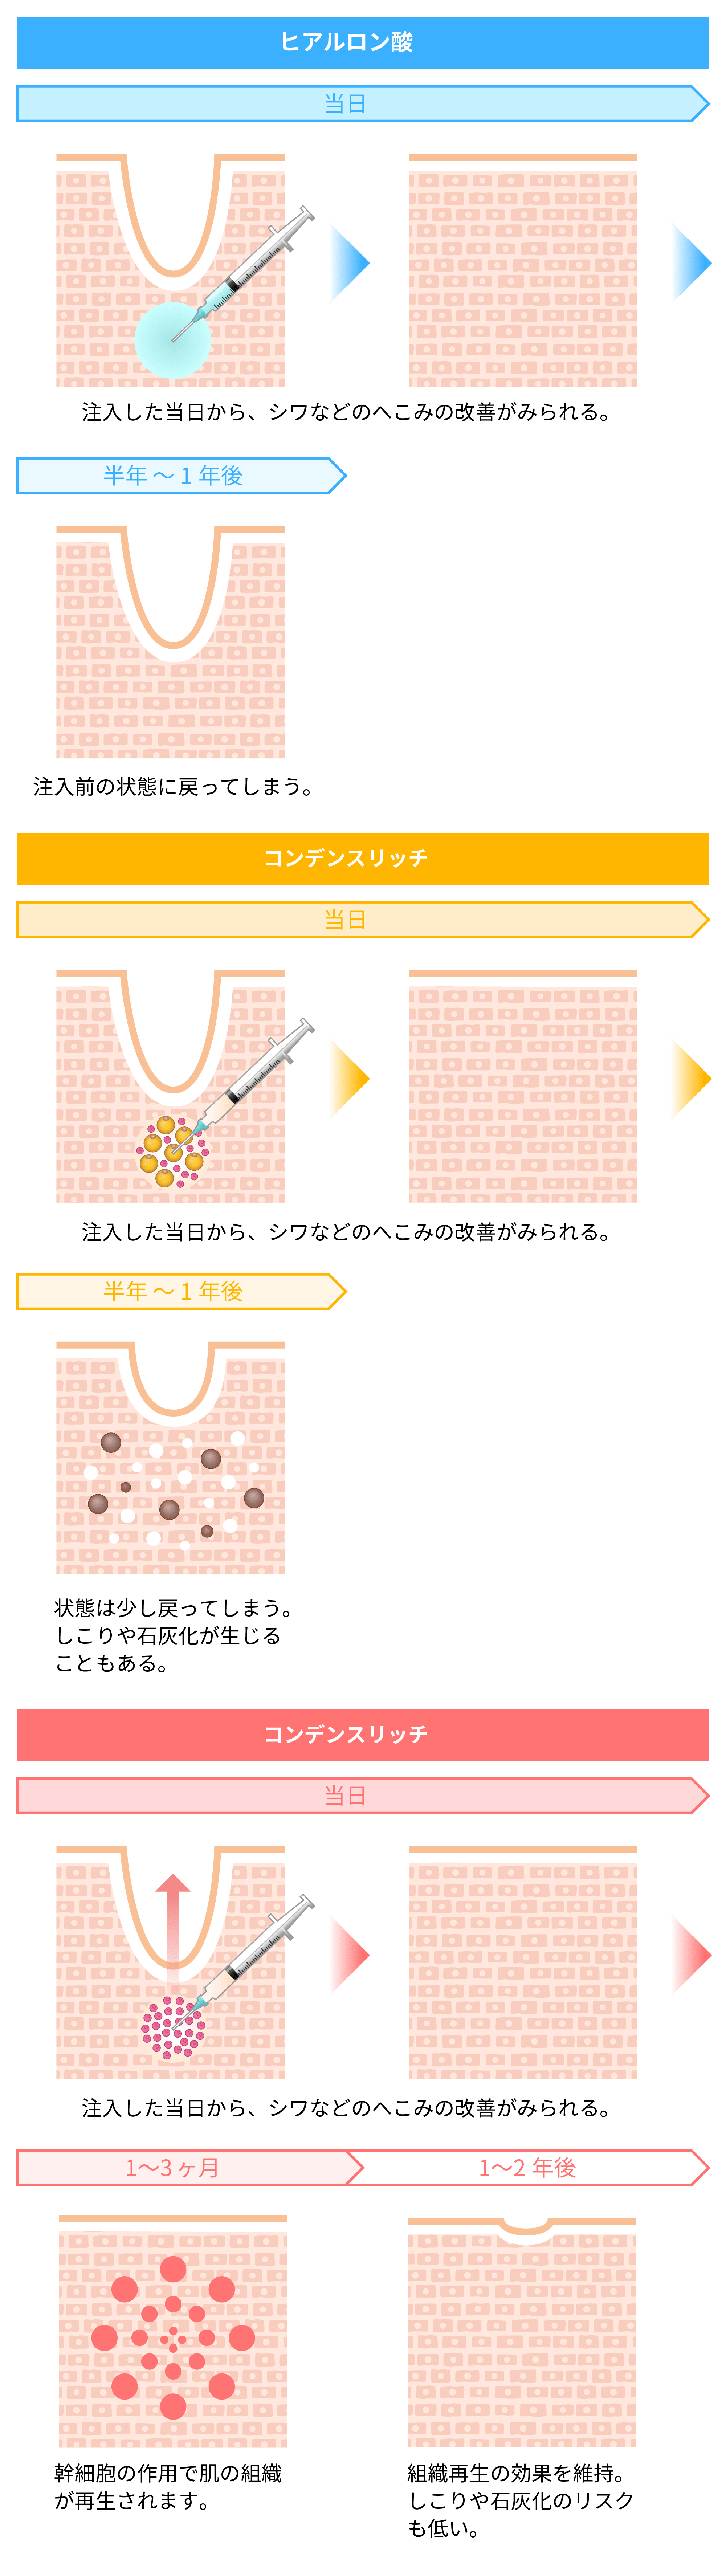 ヒアルロン酸
当日
注入した当日から、シワなどのへこみの改善がみられる。
半年 ～ 1 年後
注入前の状態に戻ってしまう。
コンデンスリッチ
当日
注入した当日から、シワなどのへこみの改善がみられる。
半年 ～ 1 年後
状態は少し戻ってしまう。
しこりや石灰化が生じる
こともある。
コンデンスリッチ
当日
注入した当日から、シワなどのへこみの改善がみられる。
1～3ヶ月
1～2 年後
幹細胞の作用で肌の組織
が再生されます。
組織再生の効果を維持。
しこりや石灰化のリスク
も低い。